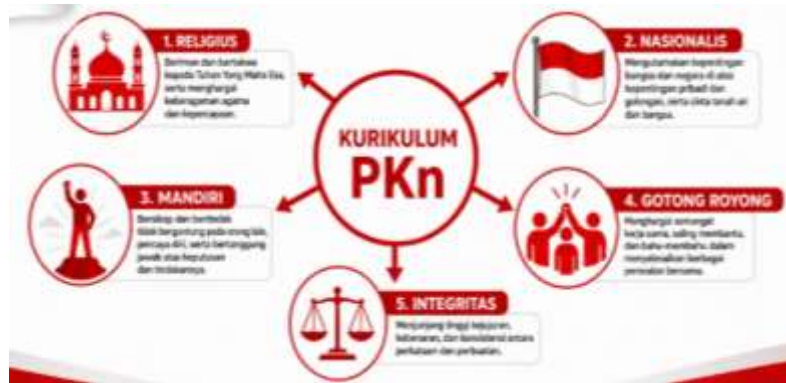 1. RELIGIUS
Beriman dan bertakwa
kepada Tuhan Yang Maha Esa,
serta menghargai
keberagaman agama
dan kepercayaan.
2. NASIONALIS
Mengutamakan kepentingan
bangsa dan negara di atas
kepentingan pribadi dan
golongan, serta cinta tanah air
dan bangsa.
KURIKULUM
PKn
3. MANDIRI
Bersikap dan bertindak
tidak bergantung pada orang lain,
percaya diri, serta bertanggung
jawab atas keputusan
dan tindakannya.
4. GOTONG ROYONG
Menghargai semangat
kerja sama, saling membantu,
dan bahu-membahu dalam
menyelesaikan berbagai
persoalan bersama.
5. INTEGRITAS
Menjunjung tinggi kejujuran,
kebenaran, dan konsistensi antara
perkataan dan perbuatan.